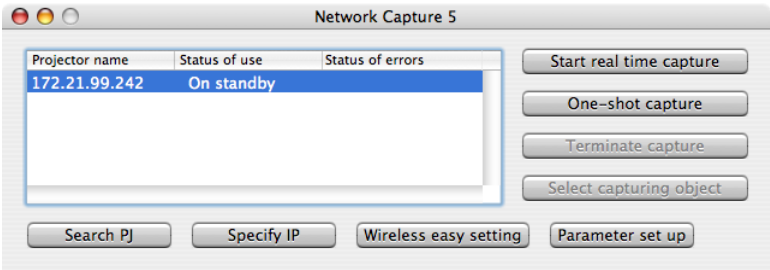 Network Capture 5
Projector name Status of use Status of errors
172.21.99.242 On standby
Start real time capture
One-shot capture
Terminate capture
Select capturing object
Search PJ Specify IP Wireless easy setting Parameter set up